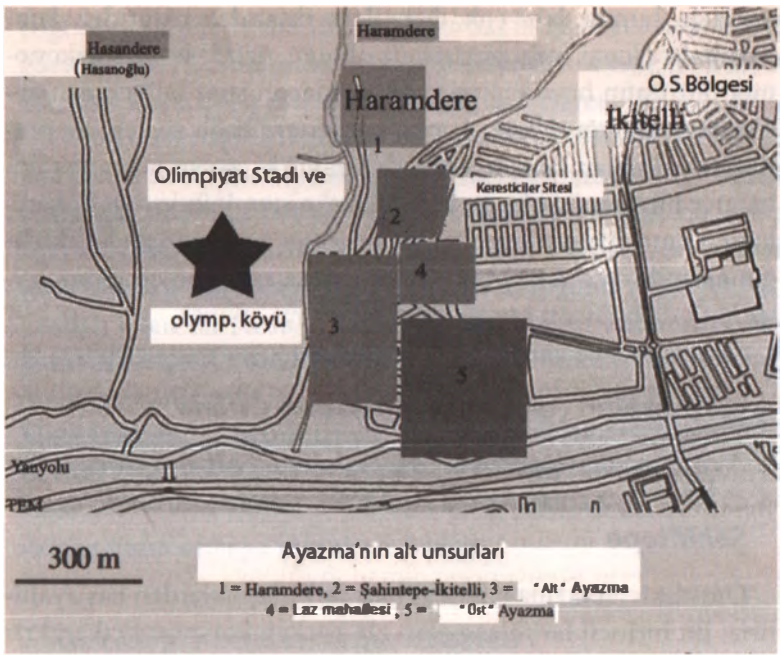 Haramdere
Hasandere
(Hasanoğlu)
O.S.Bölgesi
Haramdere
İkitelli
1
Olimpiyat Stadı ve
Keresticiler Sitesi
2
4
olymp. köyü
3
5
Yanyolu
TEM
300 m
Ayazma'nın alt unsurları
1 = Haramdere, 2 = Şahintepe-İkitelli, 3 = "Alt" Ayazma
4 = Laz mahallesi, 5 = "Üst" Ayazma